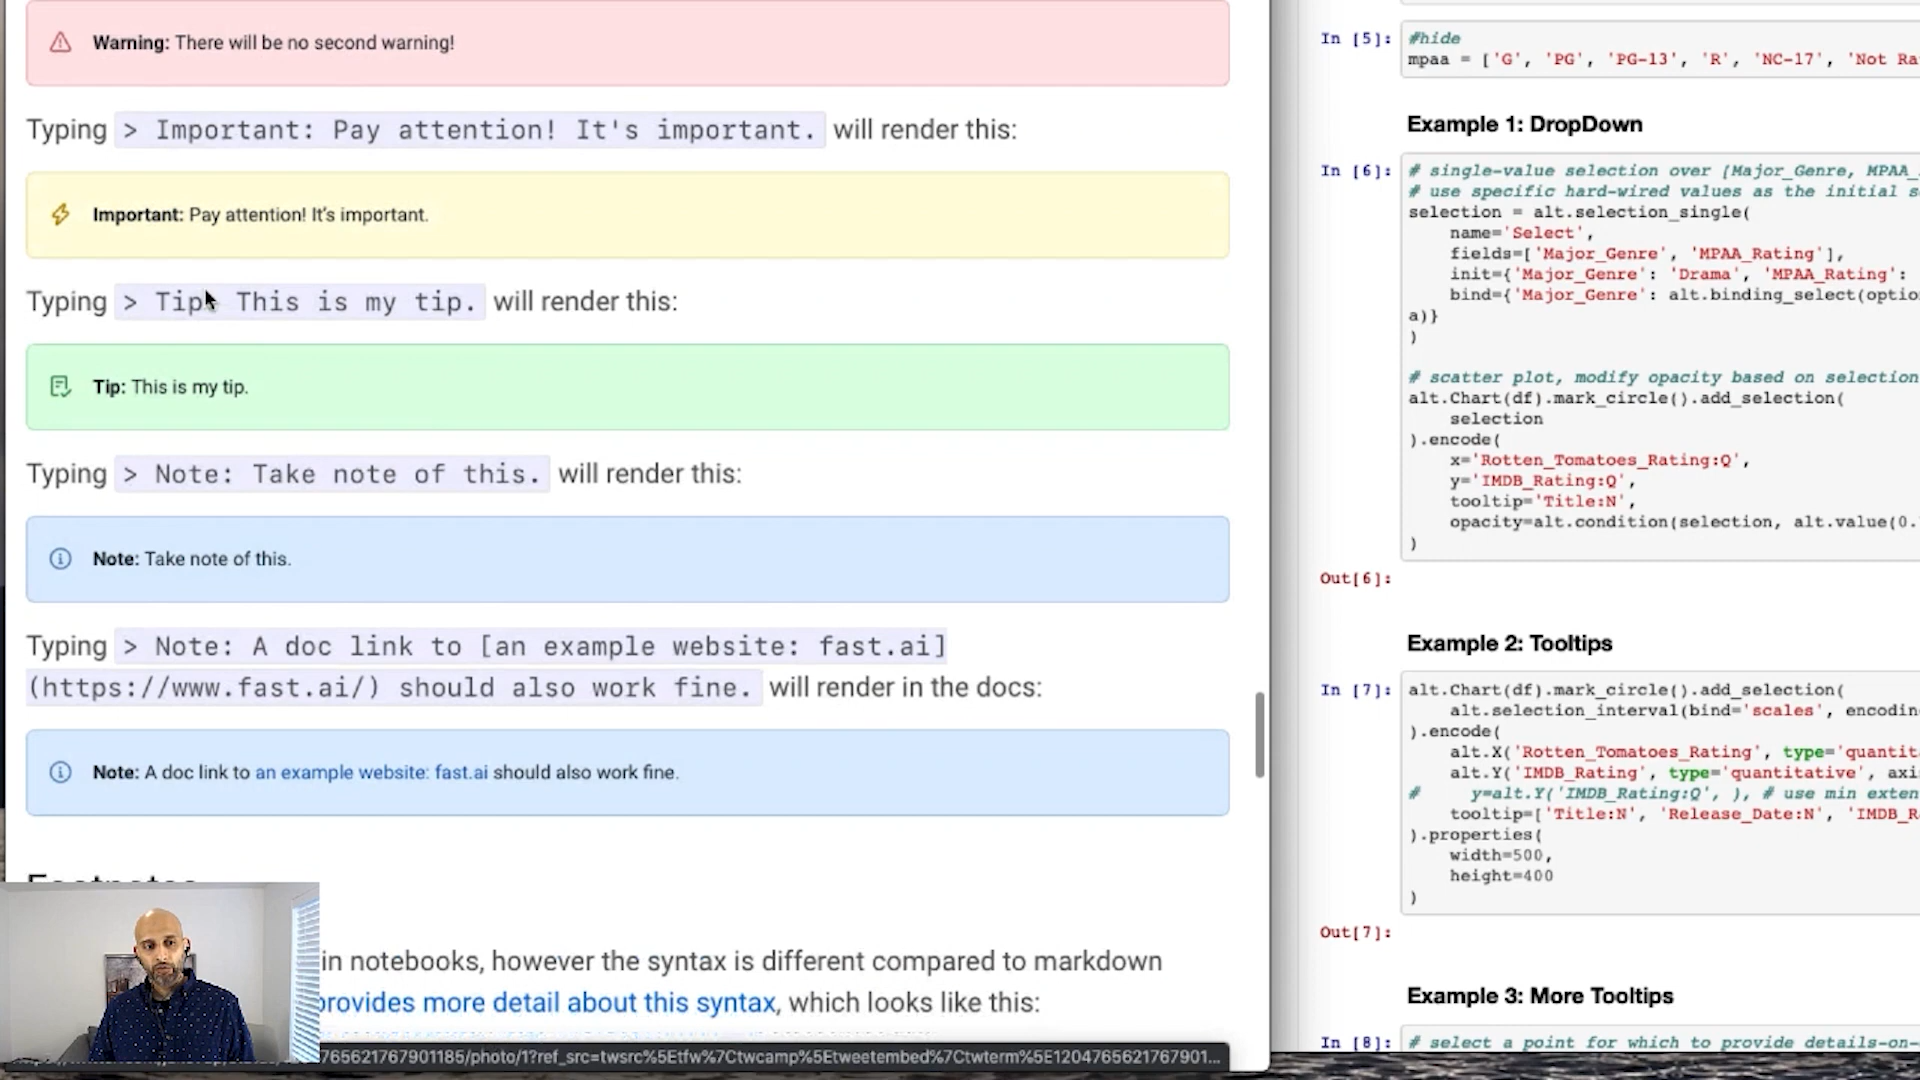 Warning: There will be no second warning!
Typing > Important: Pay attention! It's important. will render this:
Important: Pay attention! It's important.
Typing > Tip: This is my tip. will render this:
Tip: This is my tip.
Typing > Note: Take note of this. will render this:
Note: Take note of this.
Typing > Note: A doc link to [an example website: fast.ai]
(https://www.fast.ai/) should also work fine. will render in the docs:
Note: A doc link to an example website: fast.ai should also work fine.
Footnotes
in notebooks, however the syntax is different compared to markdown
provides more detail about this syntax, which looks like this:
765621767901185/photo/1?ref_src=twsrc%5Etfw%7Ctwcamp%5Etweetembed%7Ctwterm%5E1204765621767901...
In [5]: #hide
mpaa = ['G', 'PG', 'PG-13', 'R', 'NC-17', 'Not Ra
Example 1: DropDown
In [6]: # single-value selection over [Major_Genre, MPAA_
# use specific hard-wired values as the initial s
selection = alt.selection_single(
name='Select',
fields=['Major_Genre', 'MPAA_Rating'],
init={'Major_Genre': 'Drama', 'MPAA_Rating':
bind={'Major_Genre': alt.binding_select(optio
a)}
)
# scatter plot, modify opacity based on selection
alt.Chart(df).mark_circle().add_selection(
selection
).encode(
x='Rotten_Tomatoes_Rating:Q',
y='IMDB_Rating:Q',
tooltip='Title:N',
opacity=alt.condition(selection, alt.value(0.
)
Out[6]:
Example 2: Tooltips
In [7]: alt.Chart(df).mark_circle().add_selection(
alt.selection_interval(bind='scales', encodin
).encode(
alt.X('Rotten_Tomatoes_Rating', type='quantit
alt.Y('IMDB_Rating', type='quantitative', axi
# y=alt.Y('IMDB_Rating:Q', ), # use min exten
tooltip=['Title:N', 'Release_Date:N', 'IMDB_R
).properties(
width=500,
height=400
)
Out[7]:
Example 3: More Tooltips
In [8]: # select a point for which to provide details-on-